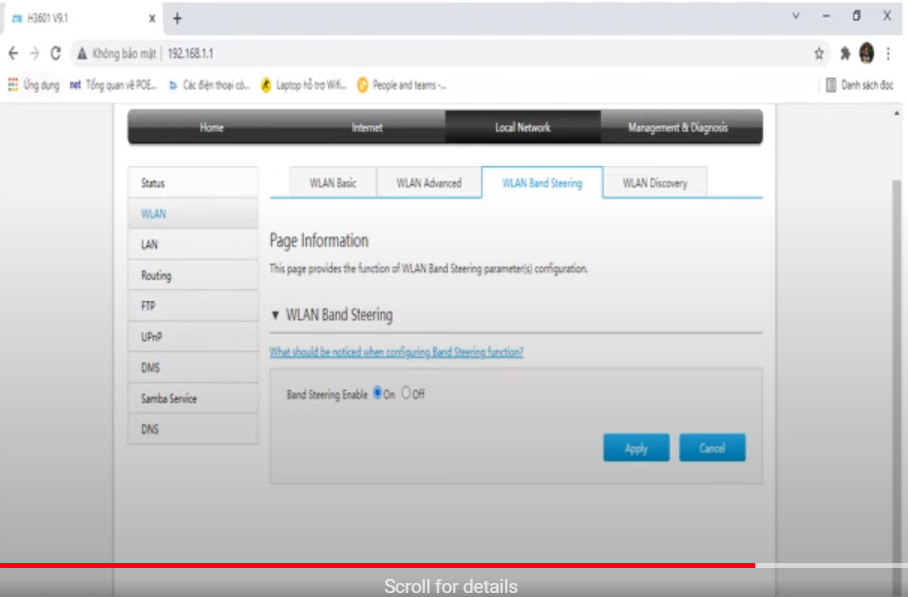 ZTE H3601 V9.1
Không bảo mật 192.168.1.1
Ứng dụng net Tổng quan về POE... Các điện thoại có... Laptop hỗ trợ Wifi... People and teams -... Danh sách đọc
Home Internet Local Network Management & Diagnosis
Status
WLAN
LAN
Routing
FTP
UPnP
DMS
Samba Service
DNS
WLAN Basic WLAN Advanced WLAN Band Steering WLAN Discovery
Page Information
This page provides the function of WLAN Band Steering parameter(s) configuration.
WLAN Band Steering
What should be noticed when configuring Band Steering function?
Band Steering Enable On Off
Apply Cancel
Scroll for details